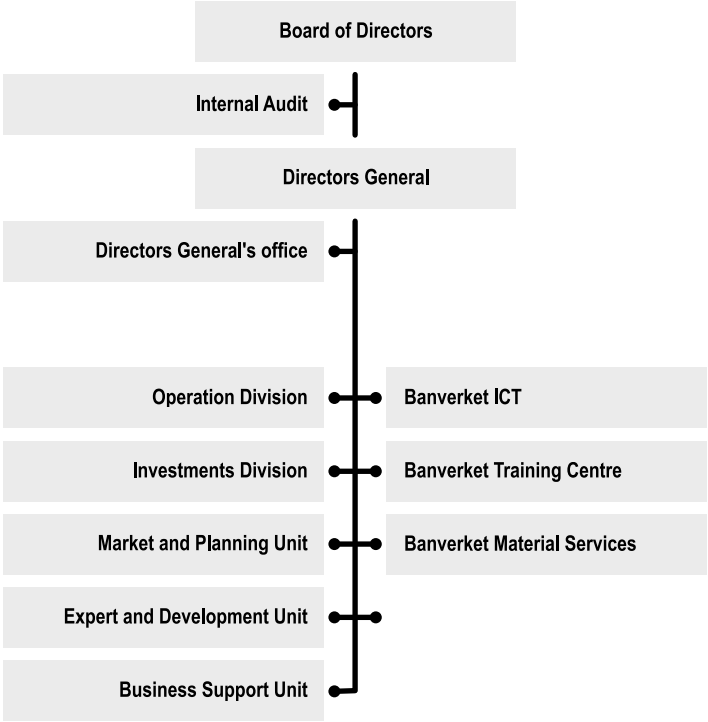 Board of Directors
Internal Audit
Directors General
Directors General's office
Operation Division
Banverket ICT
Investments Division
Banverket Training Centre
Market and Planning Unit
Banverket Material Services
Expert and Development Unit
Business Support Unit